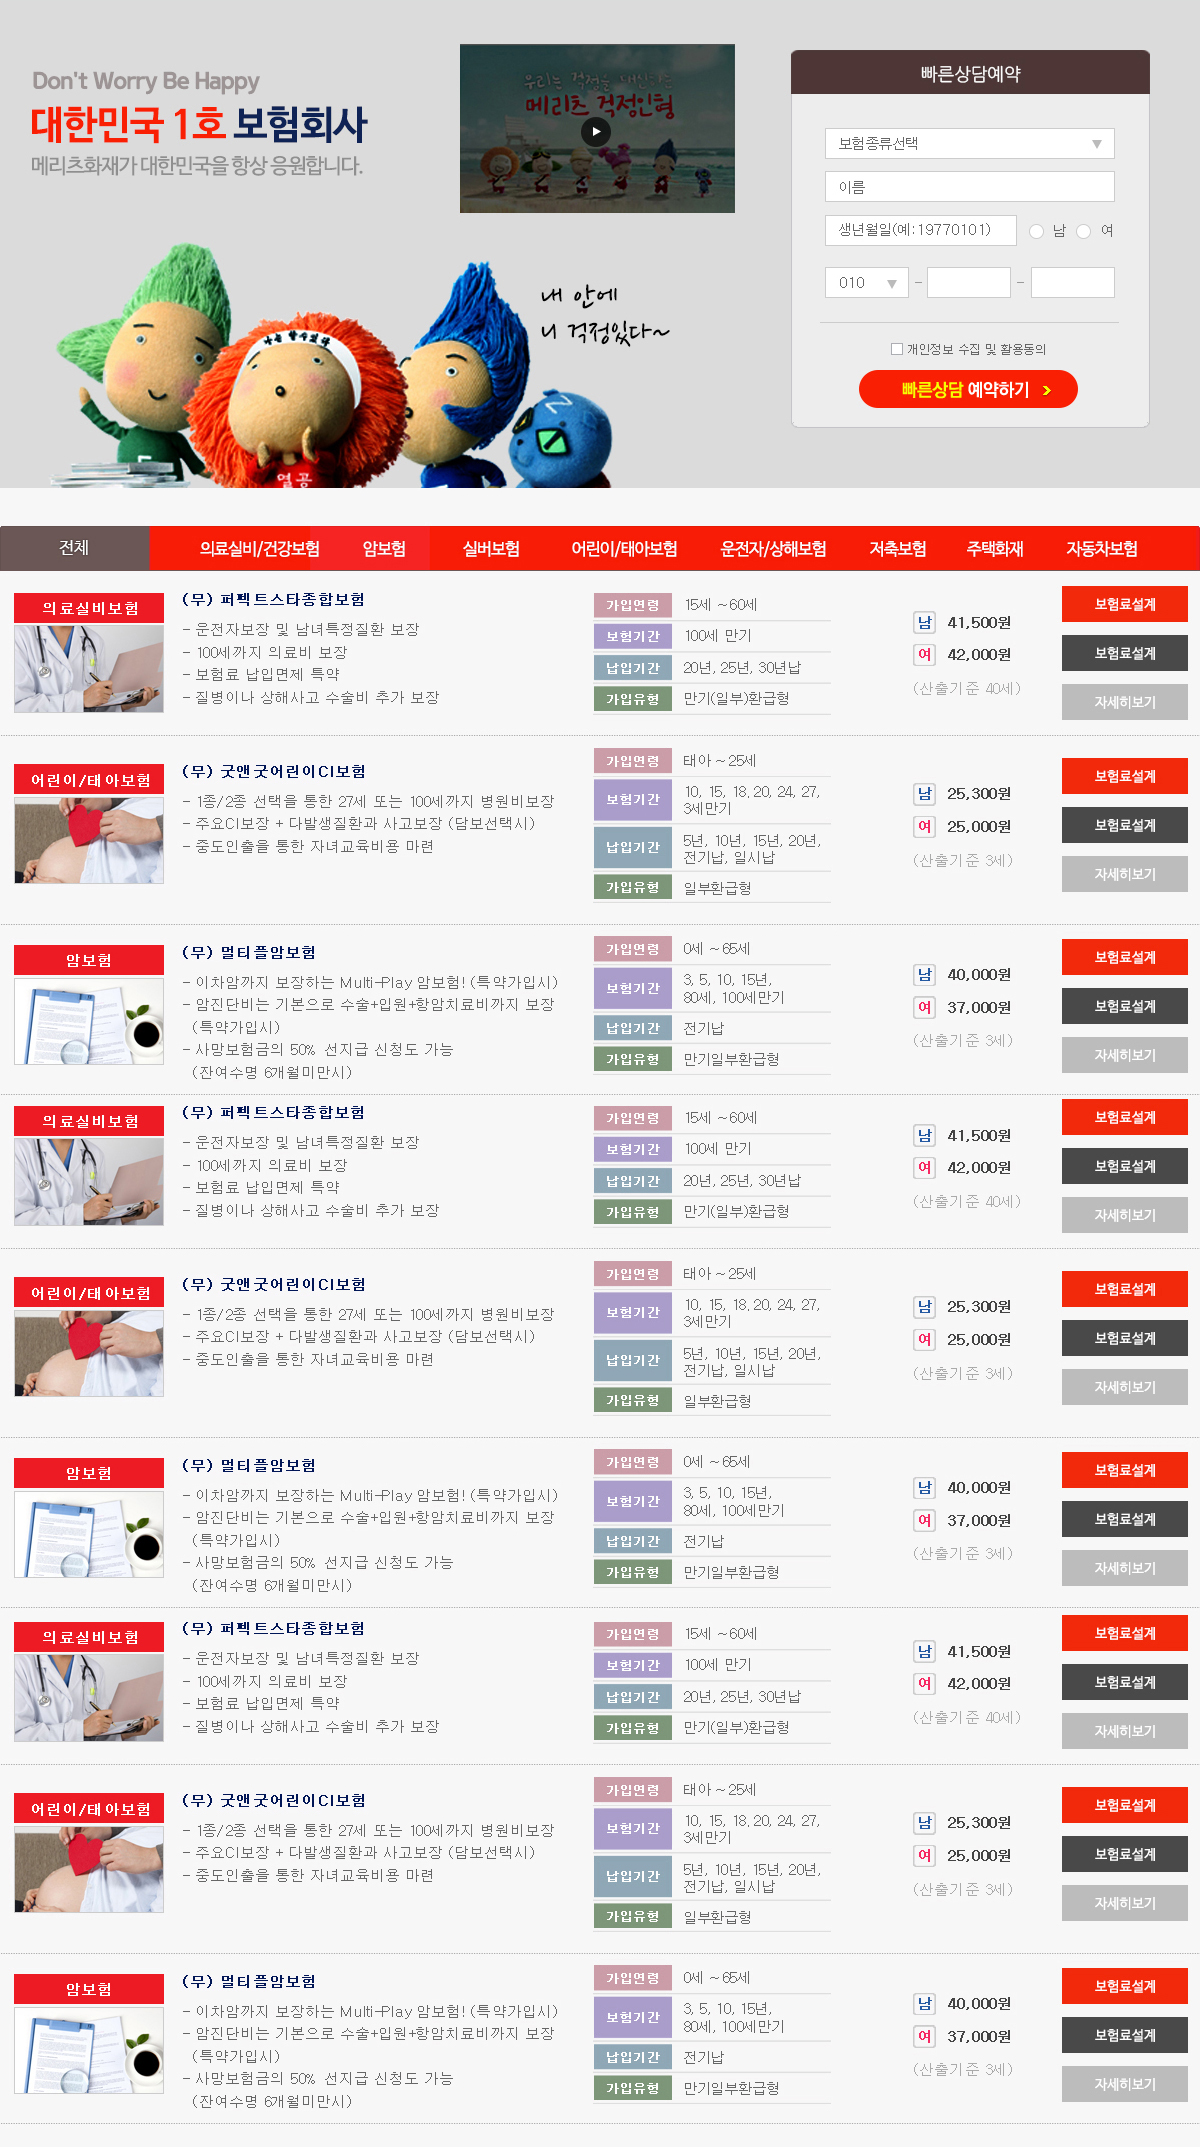 Don't Worry Be Happy
대한민국 1호 보험회사
메리츠화재가 대한민국을 항상 응원합니다.
우리는 걱정을 대신하는
메리츠 걱정인형
내 안에
니 걱정있다~
나는 할수있다
열공
빠른상담예약
보험종류선택
이름
생년월일(예:19770101) 남 여
010 - -
개인정보 수집 및 활용동의
빠른상담 예약하기 >
전체 의료실비/건강보험 암보험 실버보험 어린이/태아보험 운전자/상해보험 저축보험 주택화재 자동차보험
의료실비보험
(무) 퍼펙트스타종합보험
- 운전자보장 및 남녀특정질환 보장
- 100세까지 의료비 보장
- 보험료 납입면제 특약
- 질병이나 상해사고 수술비 추가 보장
가입연령 15세 ~60세
보험기간 100세 만기
납입기간 20년, 25년, 30년납
가입유형 만기(일부)환급형
남 41,500원
여 42,000원
(산출기준 40세)
보험료설계
보험료설계
자세히보기
어린이/태아보험
(무) 굿앤굿어린이CI보험
- 1종/2종 선택을 통한 27세 또는 100세까지 병원비보장
- 주요CI보장 + 다발생질환과 사고보장 (담보선택시)
- 중도인출을 통한 자녀교육비용 마련
가입연령 태아 ~ 25세
보험기간 10, 15, 18.20, 24, 27,
3세만기
납입기간 5년, 10년, 15년, 20년,
전기납, 일시납
가입유형 일부환급형
남 25,300원
여 25,000원
(산출기준 3세)
보험료설계
보험료설계
자세히보기
암보험
(무) 멀티플암보험
- 이차암까지 보장하는 Multi-Play 암보험! (특약가입시)
- 암진단비는 기본으로 수술+입원+항암치료비까지 보장
(특약가입시)
- 사망보험금의 50% 선지급 신청도 가능
(잔여수명 6개월미만시)
가입연령 0세 ~ 65세
보험기간 3, 5, 10, 15년,
80세, 100세만기
납입기간 전기납
가입유형 만기일부환급형
남 40,000원
여 37,000원
(산출기준 3세)
보험료설계
보험료설계
자세히보기
의료실비보험
(무) 퍼펙트스타종합보험
- 운전자보장 및 남녀특정질환 보장
- 100세까지 의료비 보장
- 보험료 납입면제 특약
- 질병이나 상해사고 수술비 추가 보장
가입연령 15세 ~60세
보험기간 100세 만기
납입기간 20년, 25년, 30년납
가입유형 만기(일부)환급형
남 41,500원
여 42,000원
(산출기준 40세)
보험료설계
보험료설계
자세히보기
어린이/태아보험
(무) 굿앤굿어린이CI보험
- 1종/2종 선택을 통한 27세 또는 100세까지 병원비보장
- 주요CI보장 + 다발생질환과 사고보장 (담보선택시)
- 중도인출을 통한 자녀교육비용 마련
가입연령 태아 ~ 25세
보험기간 10, 15, 18.20, 24, 27,
3세만기
납입기간 5년, 10년, 15년, 20년,
전기납, 일시납
가입유형 일부환급형
남 25,300원
여 25,000원
(산출기준 3세)
보험료설계
보험료설계
자세히보기
암보험
(무) 멀티플암보험
- 이차암까지 보장하는 Multi-Play 암보험! (특약가입시)
- 암진단비는 기본으로 수술+입원+항암치료비까지 보장
(특약가입시)
- 사망보험금의 50% 선지급 신청도 가능
(잔여수명 6개월미만시)
가입연령 0세 ~ 65세
보험기간 3, 5, 10, 15년,
80세, 100세만기
납입기간 전기납
가입유형 만기일부환급형
남 40,000원
여 37,000원
(산출기준 3세)
보험료설계
보험료설계
자세히보기
의료실비보험
(무) 퍼펙트스타종합보험
- 운전자보장 및 남녀특정질환 보장
- 100세까지 의료비 보장
- 보험료 납입면제 특약
- 질병이나 상해사고 수술비 추가 보장
가입연령 15세 ~60세
보험기간 100세 만기
납입기간 20년, 25년, 30년납
가입유형 만기(일부)환급형
남 41,500원
여 42,000원
(산출기준 40세)
보험료설계
보험료설계
자세히보기
어린이/태아보험
(무) 굿앤굿어린이CI보험
- 1종/2종 선택을 통한 27세 또는 100세까지 병원비보장
- 주요CI보장 + 다발생질환과 사고보장 (담보선택시)
- 중도인출을 통한 자녀교육비용 마련
가입연령 태아 ~ 25세
보험기간 10, 15, 18.20, 24, 27,
3세만기
납입기간 5년, 10년, 15년, 20년,
전기납, 일시납
가입유형 일부환급형
남 25,300원
여 25,000원
(산출기준 3세)
보험료설계
보험료설계
자세히보기
암보험
(무) 멀티플암보험
- 이차암까지 보장하는 Multi-Play 암보험! (특약가입시)
- 암진단비는 기본으로 수술+입원+항암치료비까지 보장
(특약가입시)
- 사망보험금의 50% 선지급 신청도 가능
(잔여수명 6개월미만시)
가입연령 0세 ~ 65세
보험기간 3, 5, 10, 15년,
80세, 100세만기
납입기간 전기납
가입유형 만기일부환급형
남 40,000원
여 37,000원
(산출기준 3세)
보험료설계
보험료설계
자세히보기